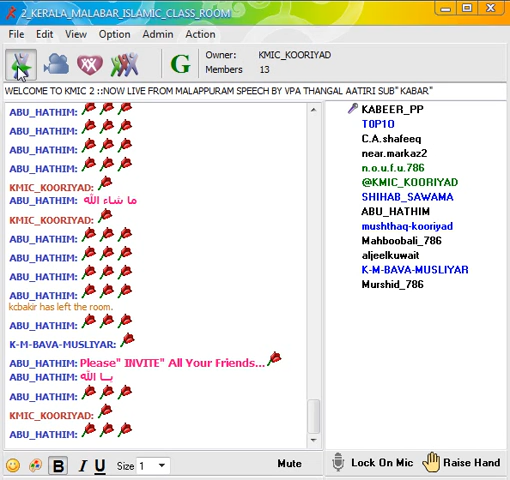 2_KERALA_MALABAR_ISLAMIC_CLASS_ROOM
File Edit View Option Admin Action
G Owner: KMIC_KOORIYAD
Members 13
WELCOME TO KMIC 2 ::NOW LIVE FROM MALAPPURAM SPEECH BY VPA THANGAL AATIRI SUB" KABAR"
ABU_HATHIM:
ABU_HATHIM:
ABU_HATHIM:
ABU_HATHIM:
KMIC_KOORIYAD:
ABU_HATHIM: ما شاء الله
KMIC_KOORIYAD:
ABU_HATHIM:
ABU_HATHIM:
ABU_HATHIM:
ABU_HATHIM:
kcbakir has left the room.
ABU_HATHIM:
K-M-BAVA-MUSLIYAR:
ABU_HATHIM: Please" INVITE" All Your Friends...
ABU_HATHIM: يــا الله
ABU_HATHIM:
KMIC_KOORIYAD:
ABU_HATHIM:
KABEER_PP
T0P1O
C.A.shafeeq
near.markaz2
n.o.u.f.u.786
@KMIC_KOORIYAD
SHIHAB_SAWAMA
ABU_HATHIM
mushthaq-kooriyad
Mahboobali_786
aljeelkuwait
K-M-BAVA-MUSLIYAR
Murshid_786
B I U Size 1 Mute Lock On Mic Raise Hand